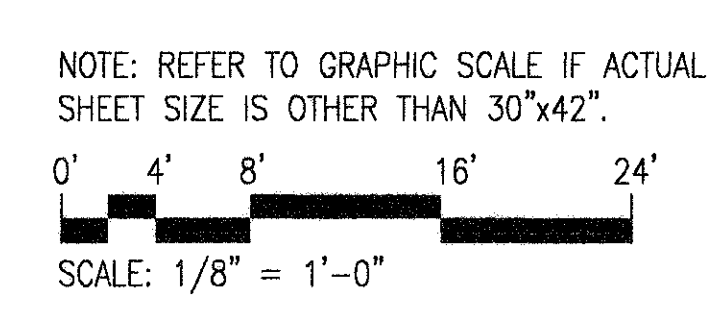 NOTE: REFER TO GRAPHIC SCALE IF ACTUAL
SHEET SIZE IS OTHER THAN 30"x42".
0' 4' 8' 16' 24'
SCALE: 1/8" = 1'-0"